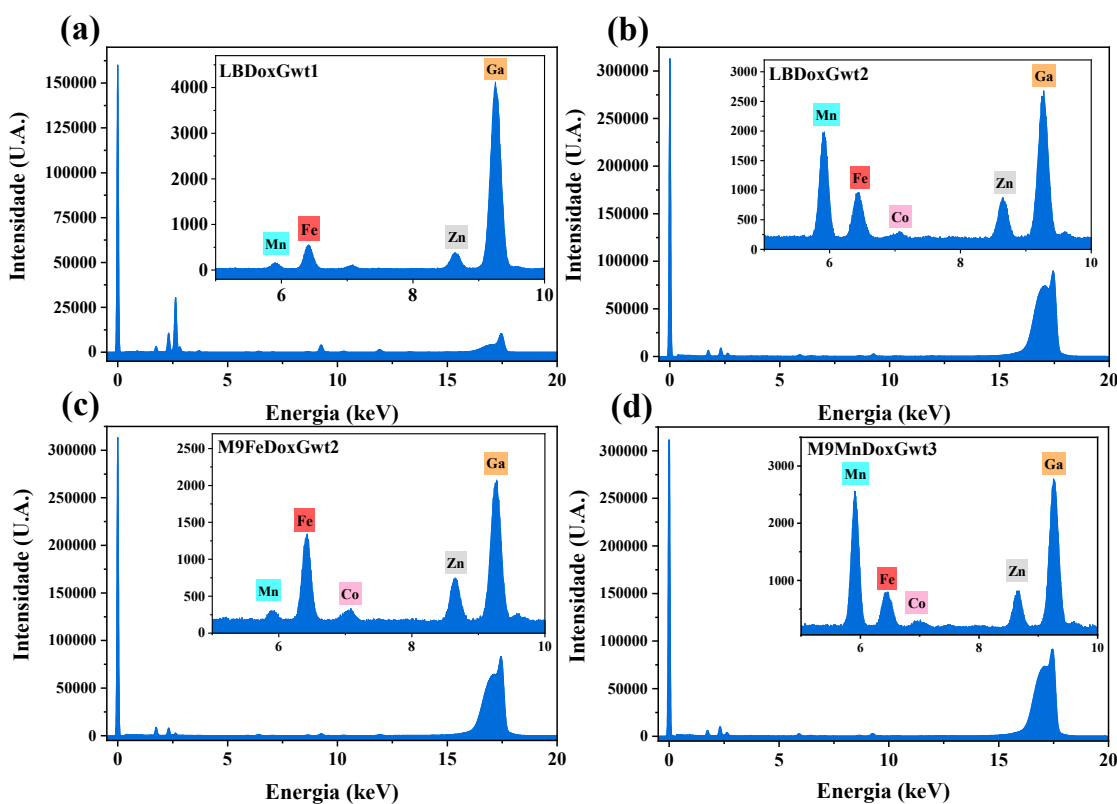 (a)
LBDoxGwt1
Ga
Mn
Fe
Zn
4000
3000
2000
1000
0
6
8
10
150000
125000
100000
75000
50000
25000
0
0
5
10
15
20
Intensidade (U.A.)
Energia (keV)
(b)
LBDoxGwt2
Ga
Mn
Fe
Co
Zn
3000
2500
2000
1500
1000
500
0
6
8
10
300000
250000
200000
150000
100000
50000
0
0
5
10
15
20
Intensidade (U.A.)
Energia (keV)
(c)
M9FeDoxGwt2
Ga
Fe
Mn
Co
Zn
2500
2000
1500
1000
500
0
6
8
10
300000
250000
200000
150000
100000
50000
0
0
5
10
15
20
Intensidade (U.A.)
Energia (keV)
(d)
M9MnDoxGwt3
Ga
Mn
Fe
Co
Zn
3000
2000
1000
6
8
10
300000
250000
200000
150000
100000
50000
0
0
5
10
15
20
Intensidade (U.A.)
Energia (keV)